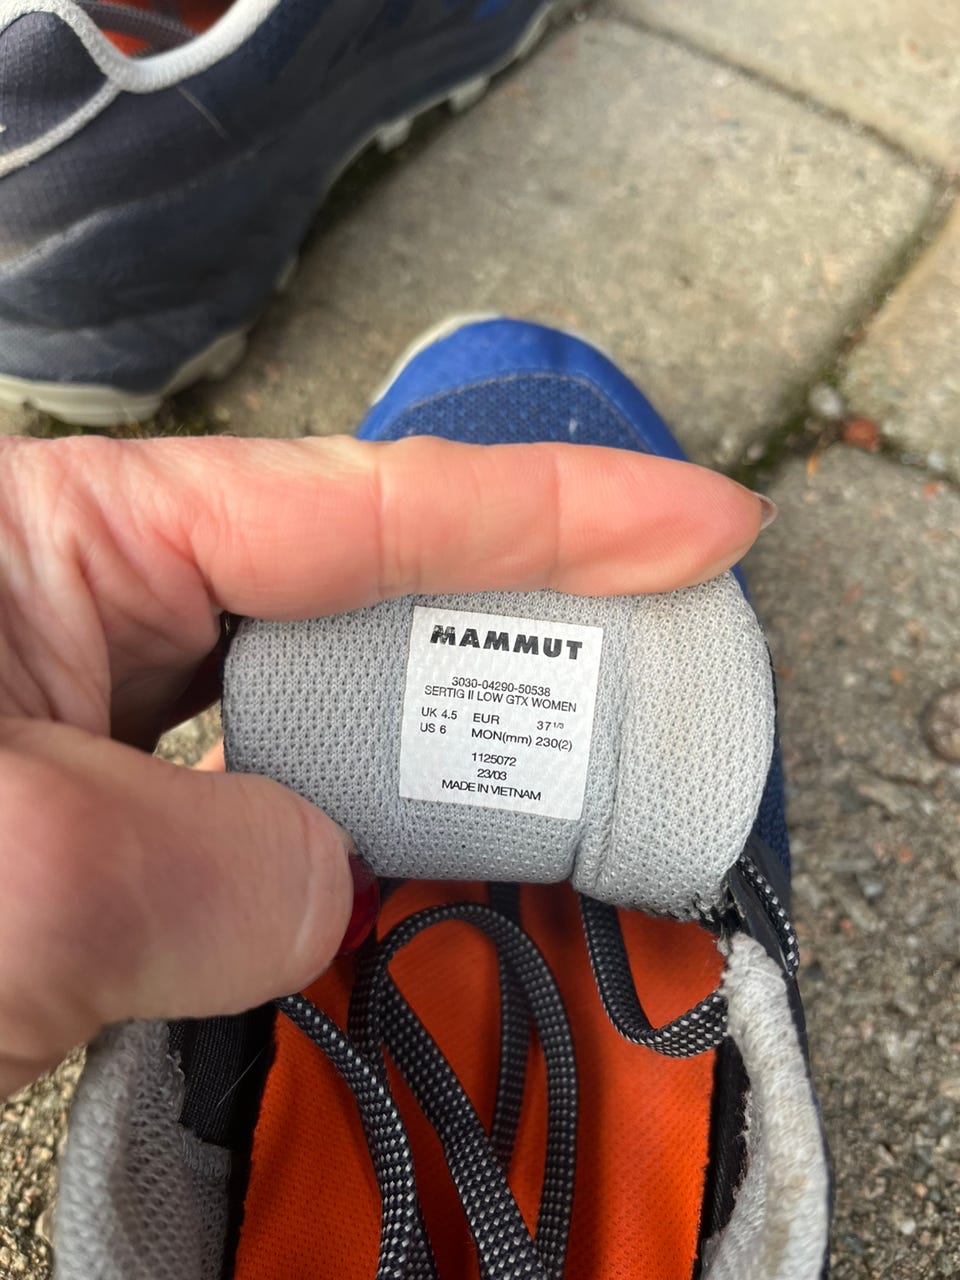 MAMMUT
3030-04290-50538
SERTIG II LOW GTX WOMEN
UK 4.5 EUR 37 1/3
US 6 MON(mm) 230(2)
1125072
23/03
MADE IN VIETNAM